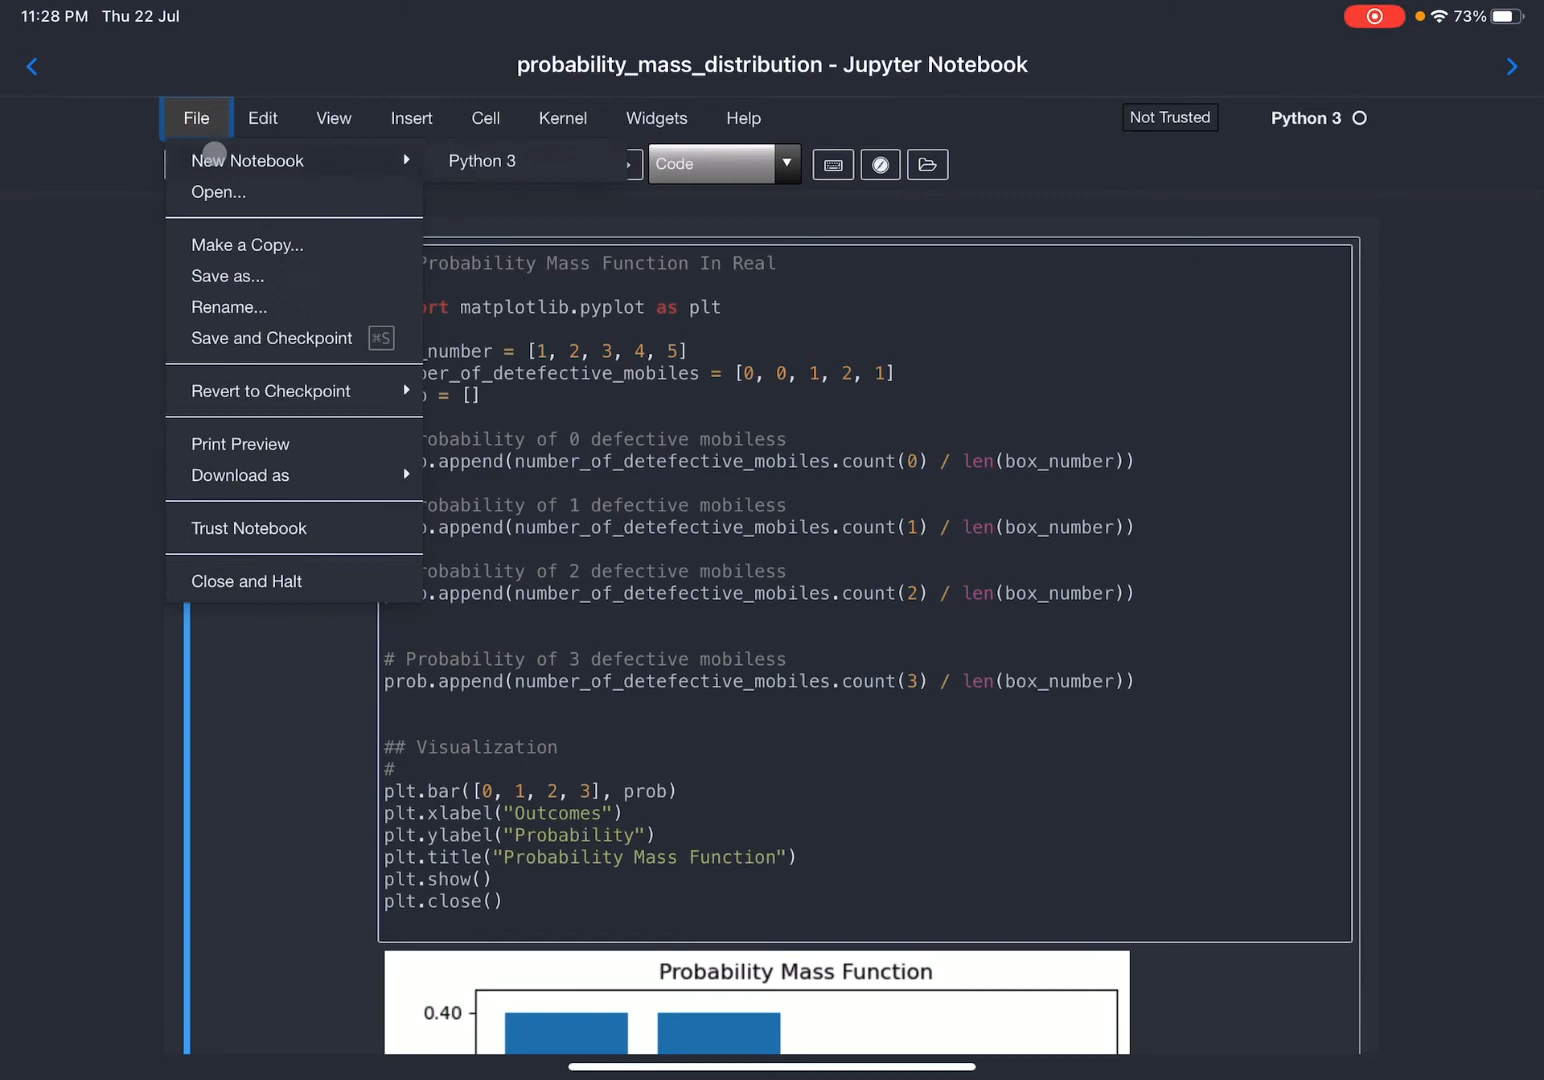 11:28 PM Thu 22 Jul
73%
probability_mass_distribution - Jupyter Notebook
File Edit View Insert Cell Kernel Widgets Help
Not Trusted
Python 3
New Notebook
Python 3
Code
Open...
Make a Copy...
Save as...
Rename...
Save and Checkpoint ⌘S
Revert to Checkpoint
Print Preview
Download as
Trust Notebook
Close and Halt
Probability Mass Function In Real
ort matplotlib.pyplot as plt
_number = [1, 2, 3, 4, 5]
ber_of_detefective_mobiles = [0, 0, 1, 2, 1]
= []
robability of 0 defective mobiless
.append(number_of_detefective_mobiles.count(0) / len(box_number))
robability of 1 defective mobiless
.append(number_of_detefective_mobiles.count(1) / len(box_number))
robability of 2 defective mobiless
.append(number_of_detefective_mobiles.count(2) / len(box_number))
# Probability of 3 defective mobiless
prob.append(number_of_detefective_mobiles.count(3) / len(box_number))
## Visualization
#
plt.bar([0, 1, 2, 3], prob)
plt.xlabel("Outcomes")
plt.ylabel("Probability")
plt.title("Probability Mass Function")
plt.show()
plt.close()
Probability Mass Function
0.40